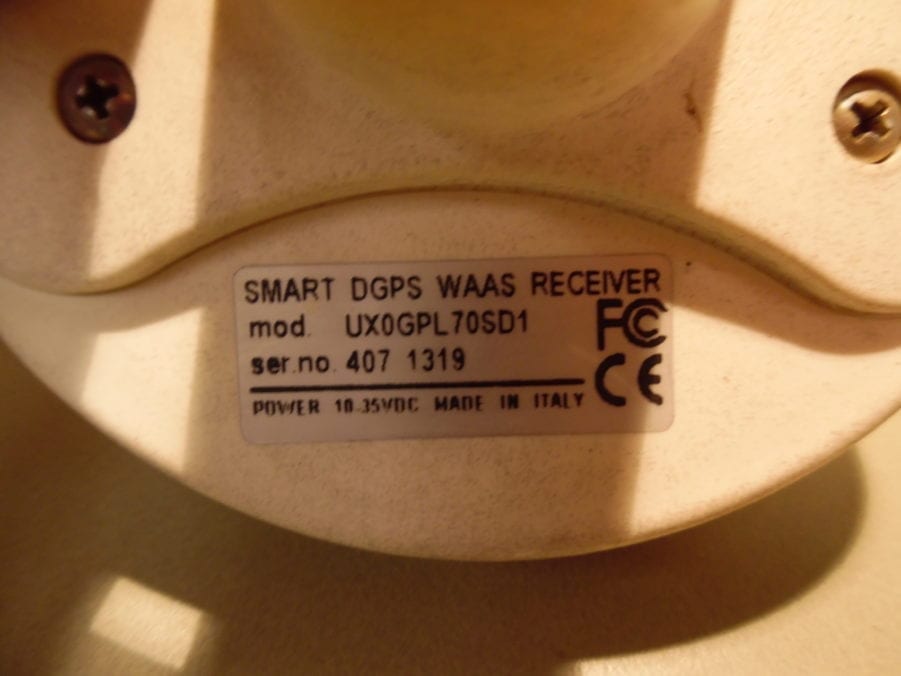 SMART DGPS WAAS RECEIVER
mod. UX0GPL70SD1
FC
ser.no. 407 1319
CE
POWER 10-35VDC MADE IN ITALY